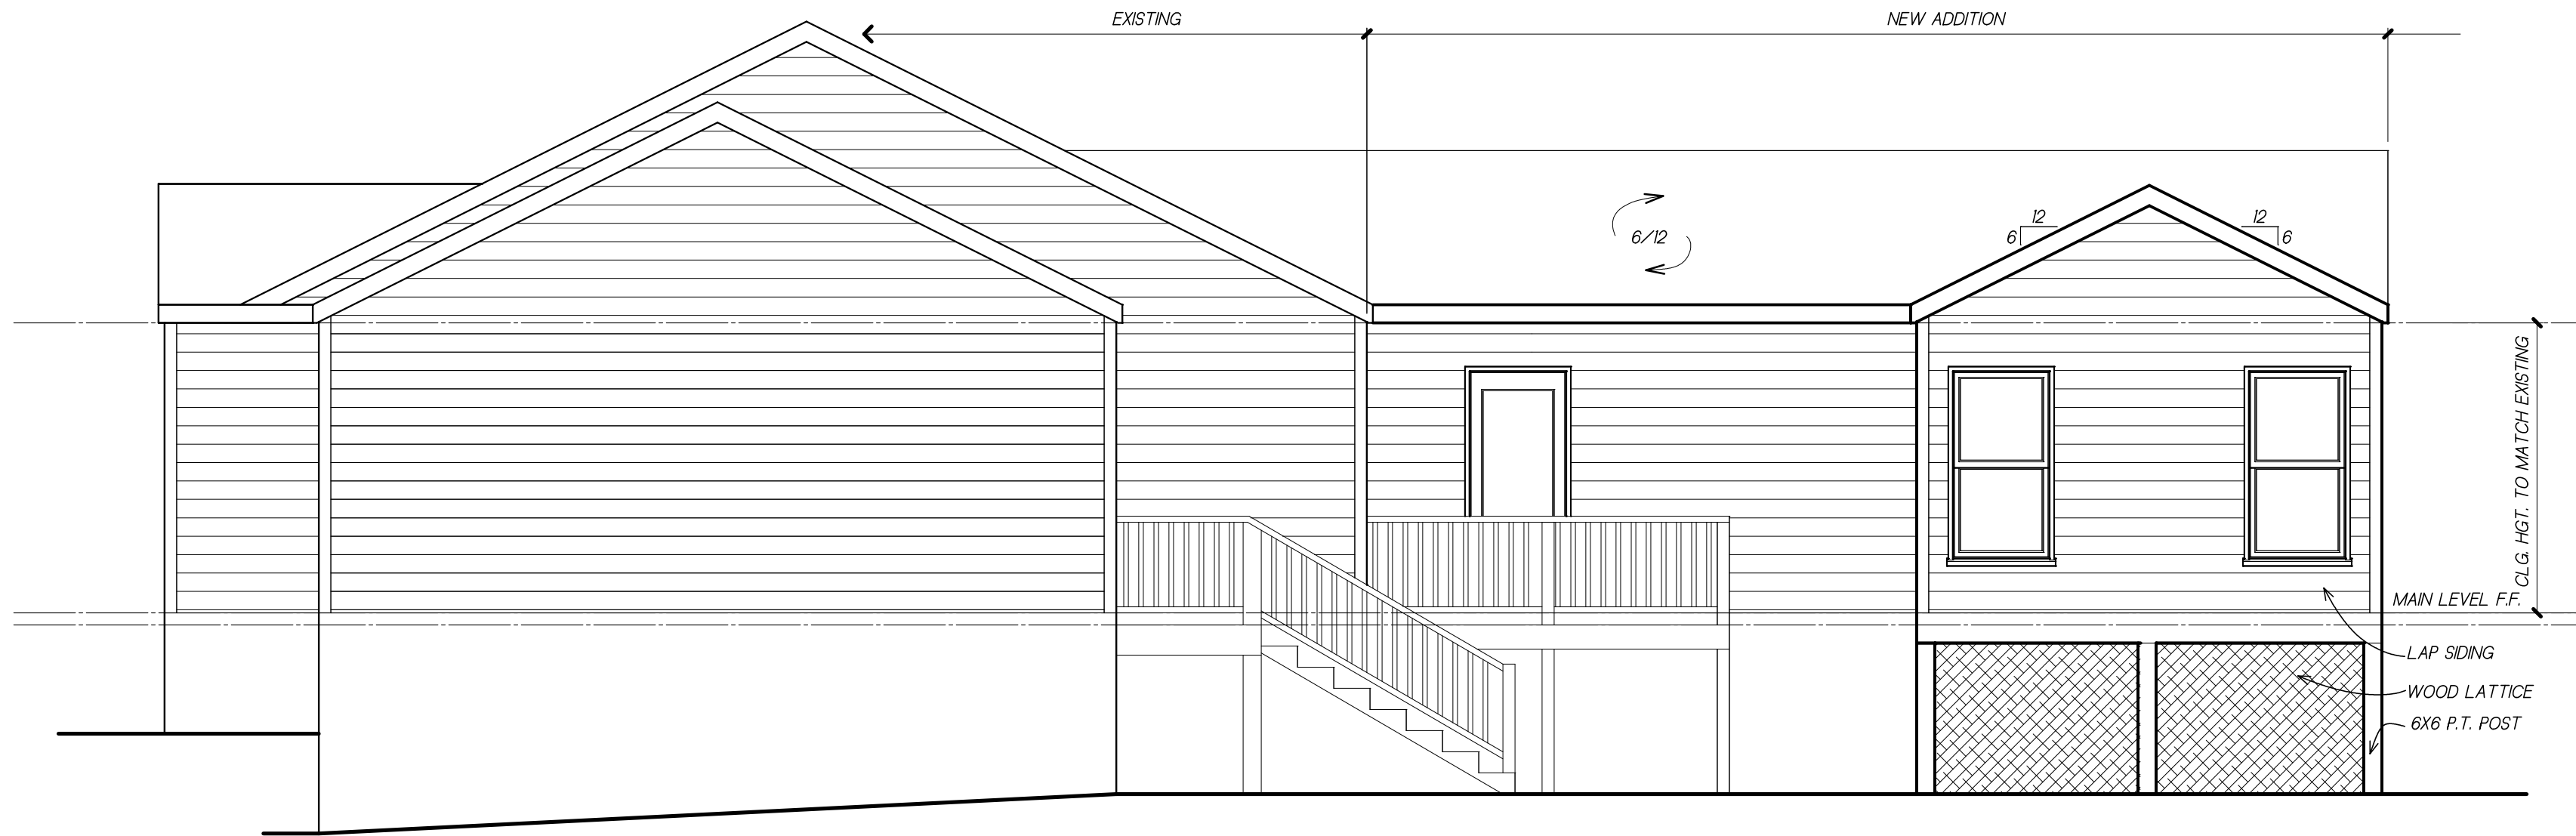 EXISTING
NEW ADDITION
12
6
6/12
12
6
CLG. HGT. TO MATCH EXISTING
MAIN LEVEL F.F.
LAP SIDING
WOOD LATTICE
6X6 P.T. POST